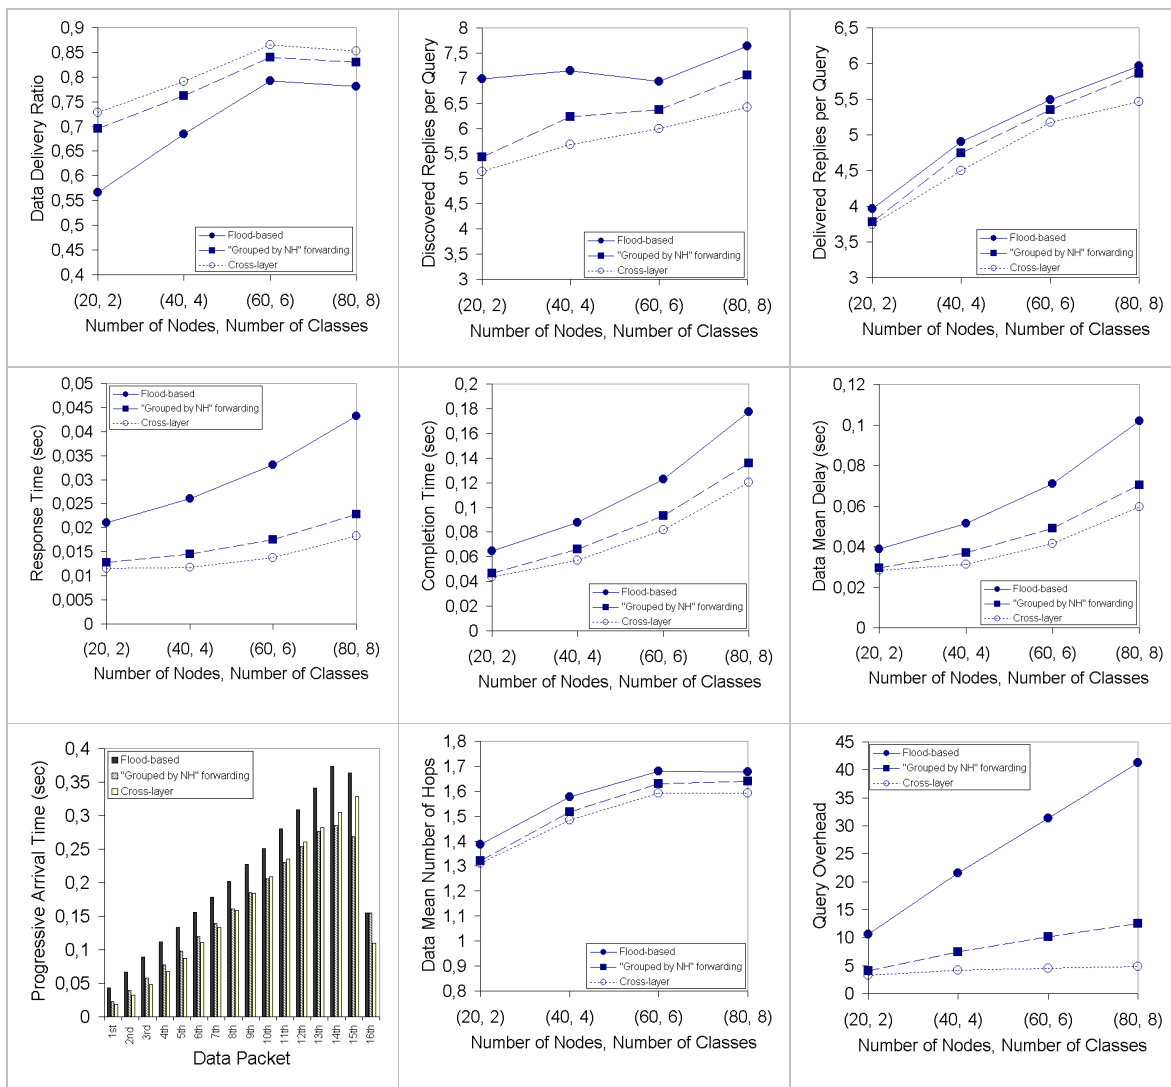 Data Delivery Ratio
0,9
0,85
0,8
0,75
0,7
0,65
0,6
0,55
0,5
0,45
0,4
Flood-based
"Grouped by NH" forwarding
Cross-layer
(20, 2) (40, 4) (60, 6) (80, 8)
Number of Nodes, Number of Classes
Discovered Replies per Query
8
7,5
7
6,5
6
5,5
5
4,5
4
3,5
3
Flood-based
"Grouped by NH" forwarding
Cross-layer
(20, 2) (40, 4) (60, 6) (80, 8)
Number of Nodes, Number of Classes
Delivered Replies per Query
6,5
6
5,5
5
4,5
4
3,5
3
Flood-based
"Grouped by NH" forwarding
Cross-layer
(20, 2) (40, 4) (60, 6) (80, 8)
Number of Nodes, Number of Classes
Response Time (sec)
0,05
0,045
0,04
0,035
0,03
0,025
0,02
0,015
0,01
0,005
0
Flood-based
"Grouped by NH" forwarding
Cross-layer
(20, 2) (40, 4) (60, 6) (80, 8)
Number of Nodes, Number of Classes
Completion Time (sec)
0,2
0,18
0,16
0,14
0,12
0,1
0,08
0,06
0,04
0,02
0
Flood-based
"Grouped by NH" forwarding
Cross-layer
(20, 2) (40, 4) (60, 6) (80, 8)
Number of Nodes, Number of Classes
Data Mean Delay (sec)
0,12
0,1
0,08
0,06
0,04
0,02
0
Flood-based
"Grouped by NH" forwarding
Cross-layer
(20, 2) (40, 4) (60, 6) (80, 8)
Number of Nodes, Number of Classes
Progressive Arrival Time (sec)
0,4
0,35
0,3
0,25
0,2
0,15
0,1
0,05
0
Flood-based
"Grouped by NH" forwarding
Cross-layer
1st 2nd 3rd 4th 5th 6th 7th 8th 9th 10th 11th 12th 13th 14th 15th 16th
Data Packet
Data Mean Number of Hops
1,8
1,7
1,6
1,5
1,4
1,3
1,2
1,1
1
0,9
0,8
Flood-based
"Grouped by NH" forwarding
Cross-layer
(20, 2) (40, 4) (60, 6) (80, 8)
Number of Nodes, Number of Classes
Query Overhead
45
40
35
30
25
20
15
10
5
0
Flood-based
"Grouped by NH" forwarding
Cross-layer
(20, 2) (40, 4) (60, 6) (80, 8)
Number of Nodes, Number of Classes